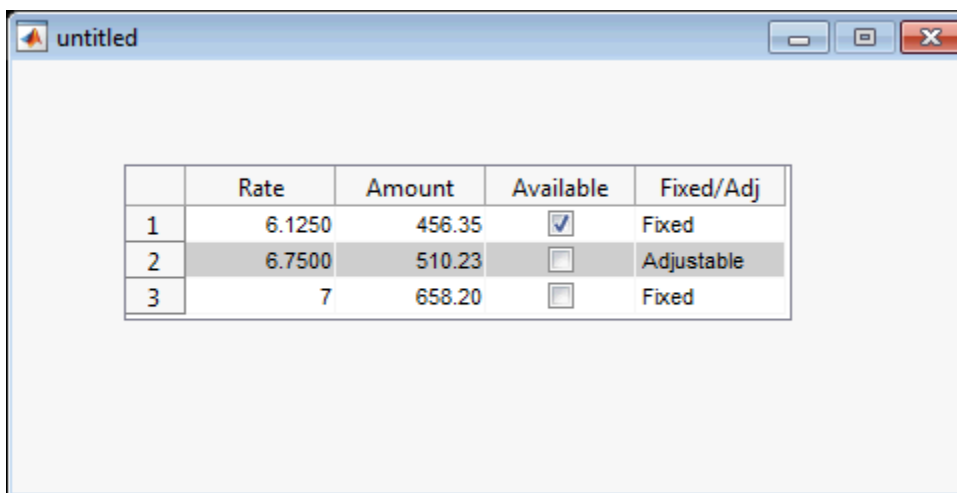 untitled
Rate Amount Available Fixed/Adj
1 6.1250 456.35 Fixed
2 6.7500 510.23 Adjustable
3 7 658.20 Fixed